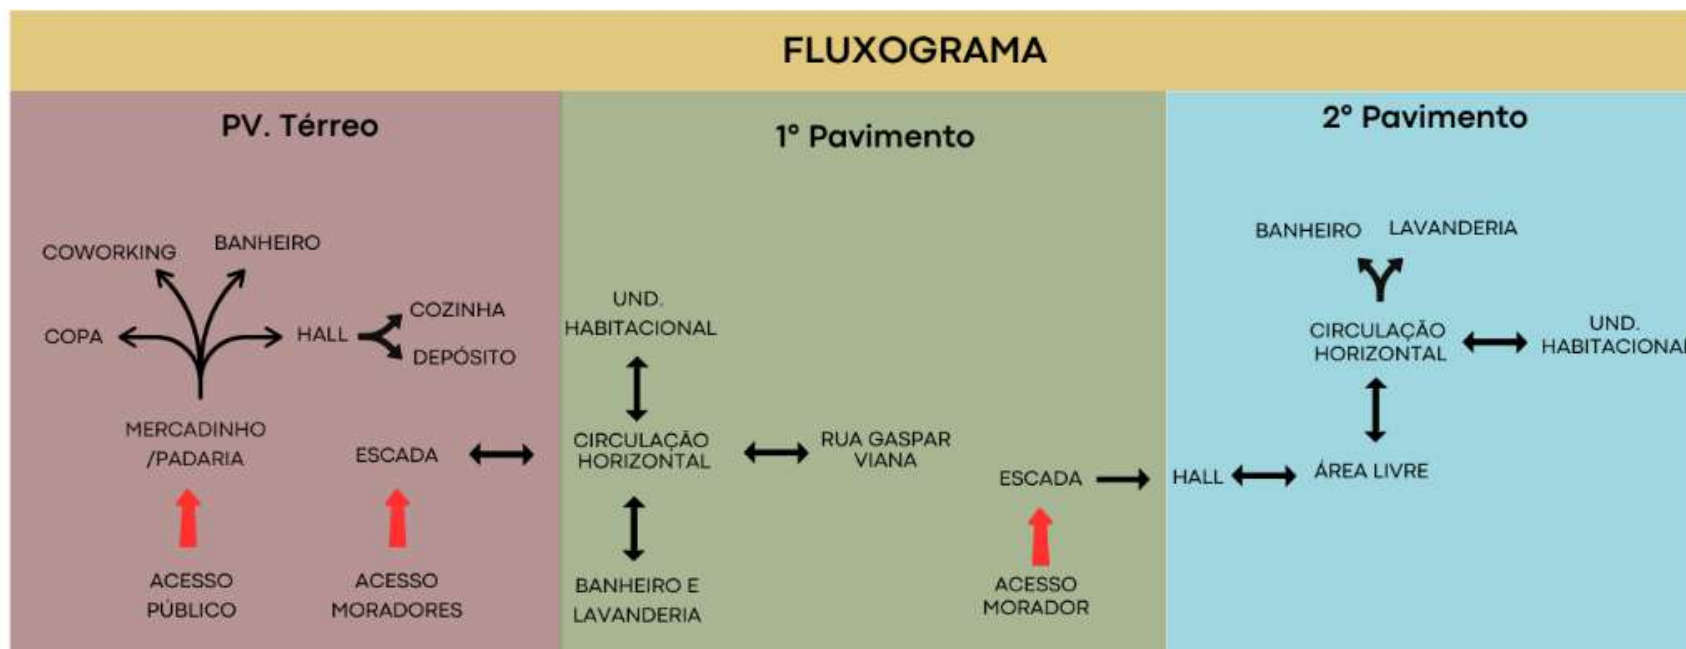 FLUXOGRAMA
PV. Térreo
COWORKING
BANHEIRO
COPA
HALL
COZINHA
DEPÓSITO
MERCADINHO
/PADARIA
ESCADA
ACESSO
PÚBLICO
ACESSO
MORADORES
1° Pavimento
UND.
HABITACIONAL
CIRCULAÇÃO
HORIZONTAL
RUA GASPAR
VIANA
BANHEIRO E
LAVANDERIA
ESCADA
ACESSO
MORADOR
2° Pavimento
BANHEIRO
LAVANDERIA
CIRCULAÇÃO
HORIZONTAL
UND.
HABITACIONAL
HALL
ÁREA LIVRE